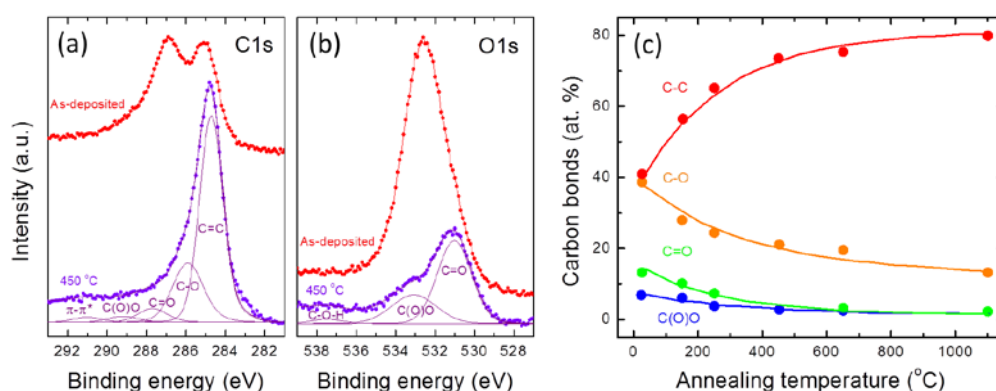 (a)
C1s
As-deposited
450 °C
π-π*
C(O)O
C=O
C-O
C=C
292 290 288 286 284 282
Binding energy (eV)
Intensity (a.u.)
(b)
O1s
As-deposited
450 °C
C-O-H
C(O)O
C=O
538 536 534 532 530 528
Binding energy (eV)
(c)
C-C
C-O
C=O
C(O)O
80
60
40
20
0
0 200 400 600 800 1000
Annealing temperature (°C)
Carbon bonds (at. %)